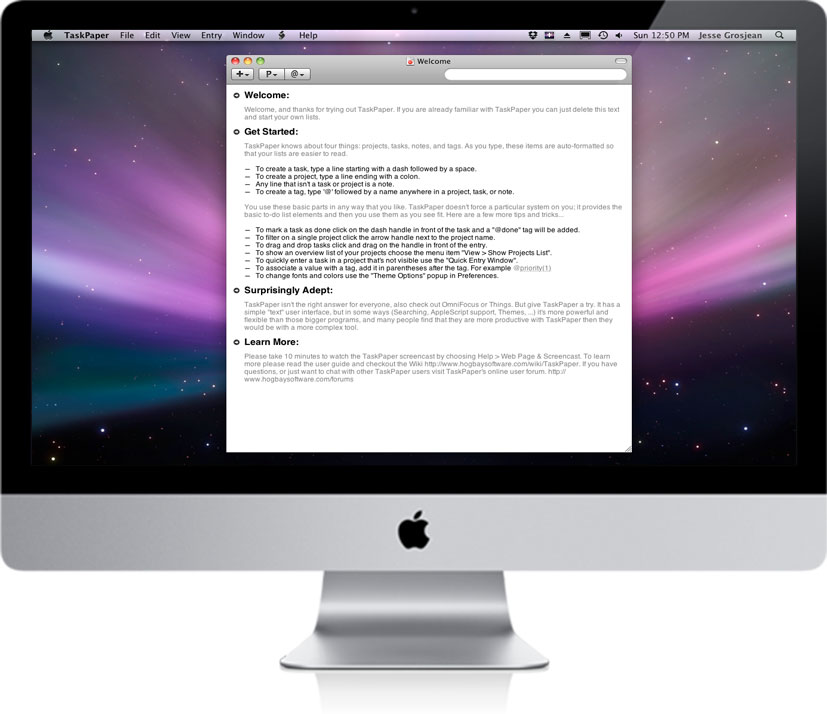 TaskPaper File Edit View Entry Window Help Sun 12:50 PM Jesse Grosjean
Welcome
P @
Welcome:
Welcome, and thanks for trying out TaskPaper. If you are already familiar with TaskPaper you can just delete this text
and start your own lists.
Get Started:
TaskPaper knows about four things: projects, tasks, notes, and tags. As you type, these items are auto-formatted so
that your lists are easier to read.
– To create a task, type a line starting with a dash followed by a space.
– To create a project, type a line ending with a colon.
– Any line that isn't a task or project is a note.
– To create a tag, type '@' followed by a name anywhere in a project, task, or note.
You use these basic parts in any way that you like. TaskPaper doesn't force a particular system on you; it provides the
basic to-do list elements and then you use them as you see fit. Here are a few more tips and tricks...
– To mark a task as done click on the dash handle in front of the task and a "@done" tag will be added.
– To filter on a single project click the arrow handle next to the project name.
– To drag and drop tasks click and drag on the handle in front of the entry.
– To show an overview list of your projects choose the menu item "View > Show Projects List".
– To quickly enter a task in a project that's not visible use the "Quick Entry Window".
– To associate a value with a tag, add it in parentheses after the tag. For example @priority(1)
– To change fonts and colors use the "Theme Options" popup in Preferences.
Surprisingly Adept:
TaskPaper isn't the right answer for everyone, also check out OmniFocus or Things. But give TaskPaper a try. It has a
simple "text" user interface, but in some ways (Searching, AppleScript support, Themes, ...) it's more powerful and
flexible than those bigger programs, and many people find that they are more productive with TaskPaper then they
would be with a more complex tool.
Learn More:
Please take 10 minutes to watch the TaskPaper screencast by choosing Help > Web Page & Screencast. To learn
more please read the user guide and checkout the Wiki http://www.hogbaysoftware.com/wiki/TaskPaper. If you have
questions, or just want to chat with other TaskPaper users visit TaskPaper's online user forum. http://
www.hogbaysoftware.com/forums